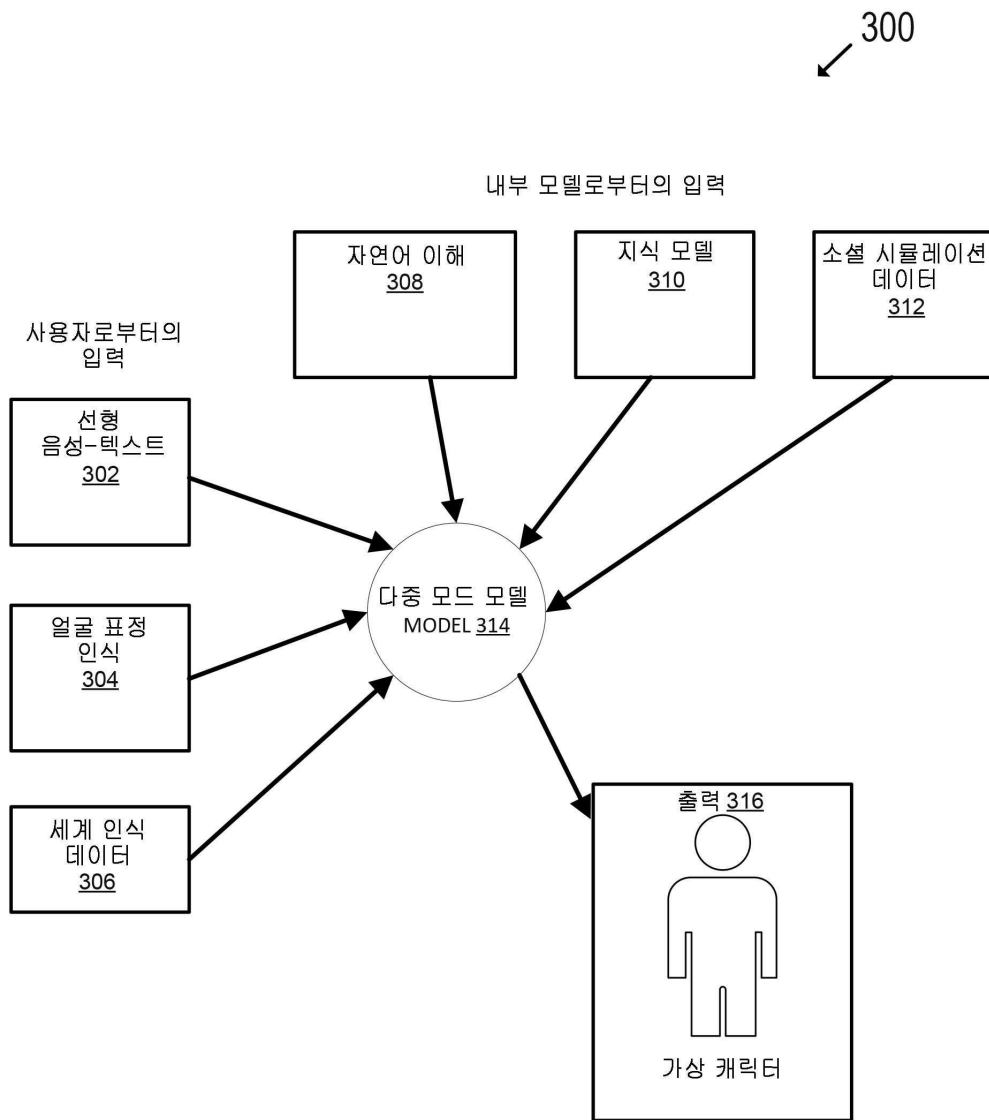 300
내부 모델로부터의 입력
자연어 이해
308
지식 모델
310
소셜 시뮬레이션
데이터
312
사용자로부터의
입력
선형
음성-텍스트
302
얼굴 표정
인식
304
세계 인식
데이터
306
다중 모드 모델
MODEL 314
출력 316
가상 캐릭터